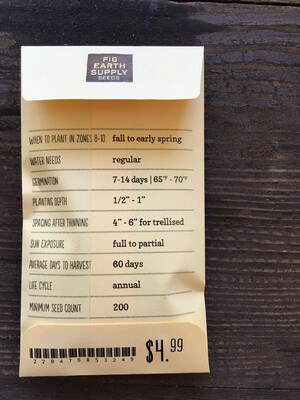 FIG
EARTH
SUPPLY
SEEDS
WHEN TO PLANT IN ZONES 8-10 fall to early spring
WATER NEEDS regular
GERMINATION 7-14 days | 65°F - 70°F
PLANTING DEPTH 1/2" - 1"
SPACING AFTER THINNING 4" - 6" for trellised
SUN EXPOSURE full to partial
AVERAGE DAYS TO HARVEST 60 days
LIFE CYCLE annual
MINIMUM SEED COUNT 200
$4.99